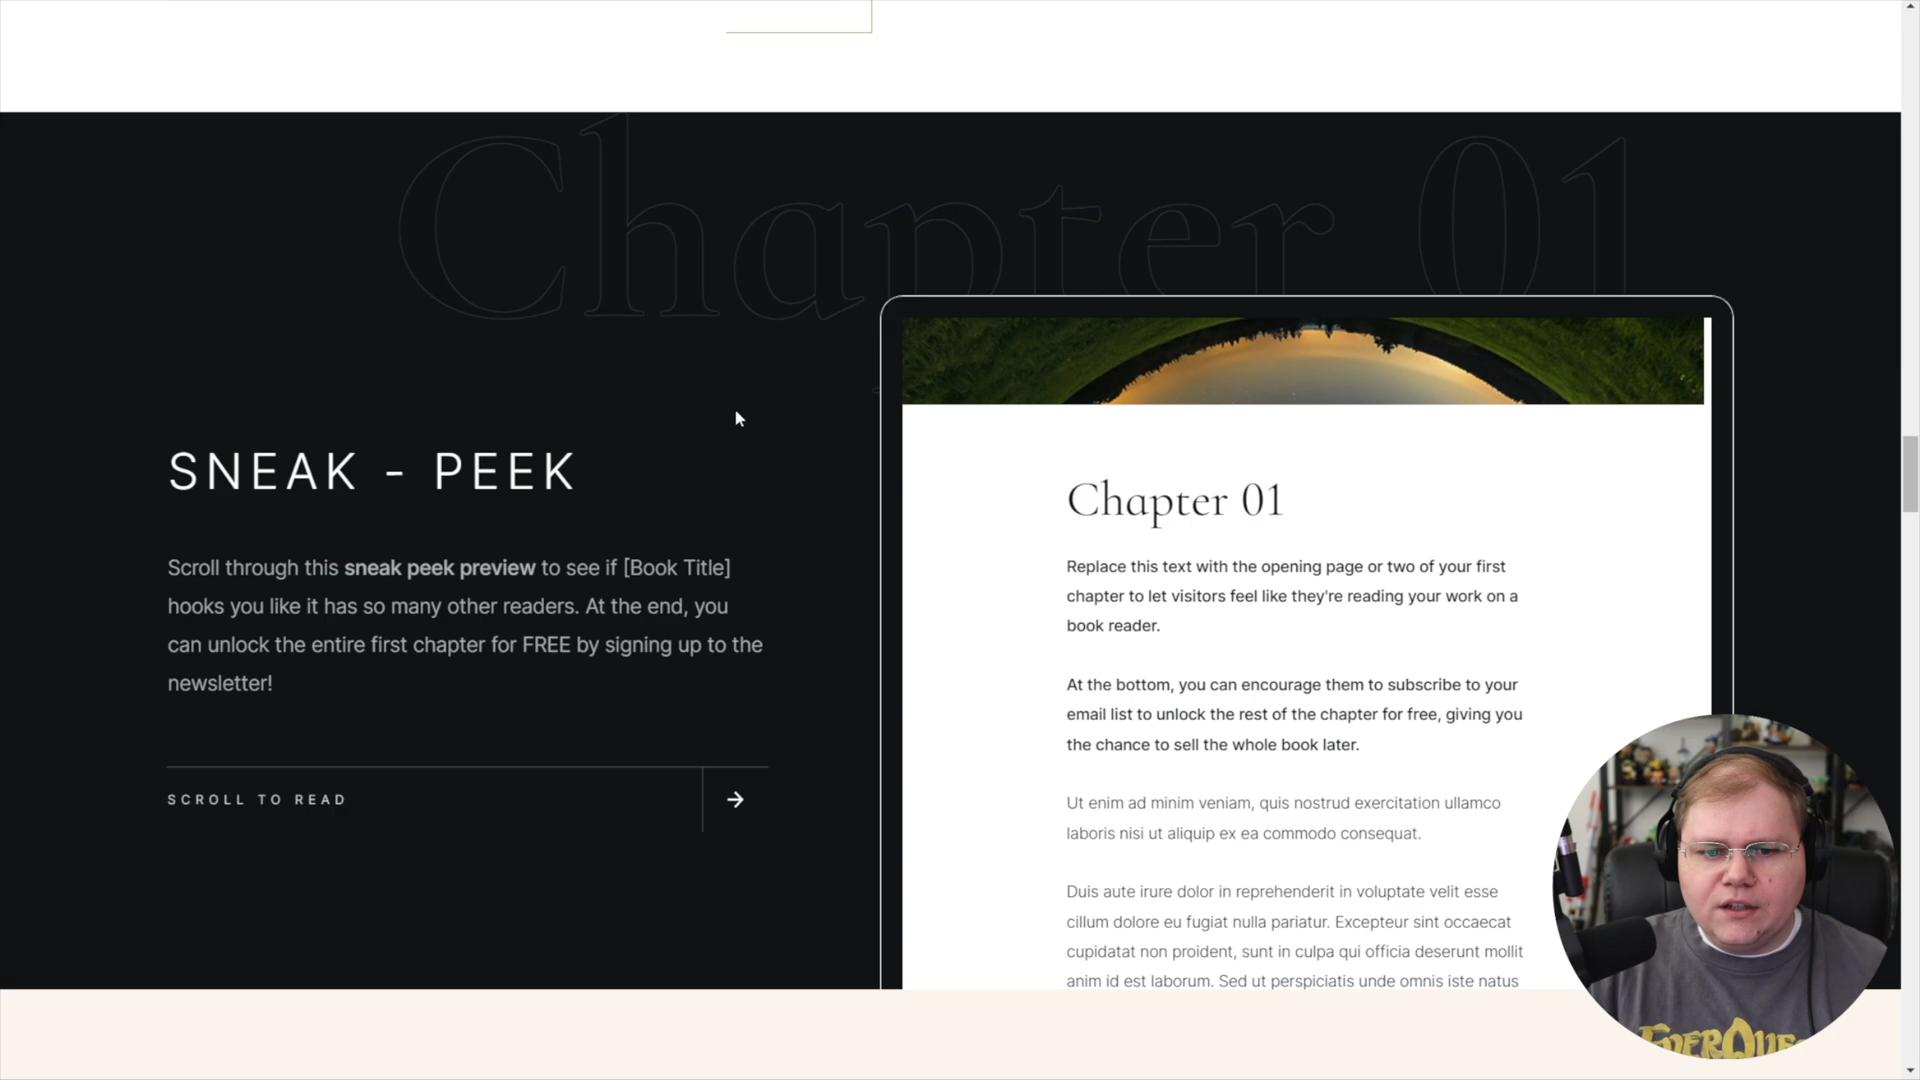 Chapter 01
SNEAK - PEEK
Scroll through this sneak peek preview to see if [Book Title]
hooks you like it has so many other readers. At the end, you
can unlock the entire first chapter for FREE by signing up to the
newsletter!
SCROLL TO READ
Chapter 01
Replace this text with the opening page or two of your first
chapter to let visitors feel like they're reading your work on a
book reader.
At the bottom, you can encourage them to subscribe to your
email list to unlock the rest of the chapter for free, giving you
the chance to sell the whole book later.
Ut enim ad minim veniam, quis nostrud exercitation ullamco
laboris nisi ut aliquip ex ea commodo consequat.
Duis aute irure dolor in reprehenderit in voluptate velit esse
cillum dolore eu fugiat nulla pariatur. Excepteur sint occaecat
cupidatat non proident, sunt in culpa qui officia deserunt mollit
anim id est laborum. Sed ut perspiciatis unde omnis iste natus